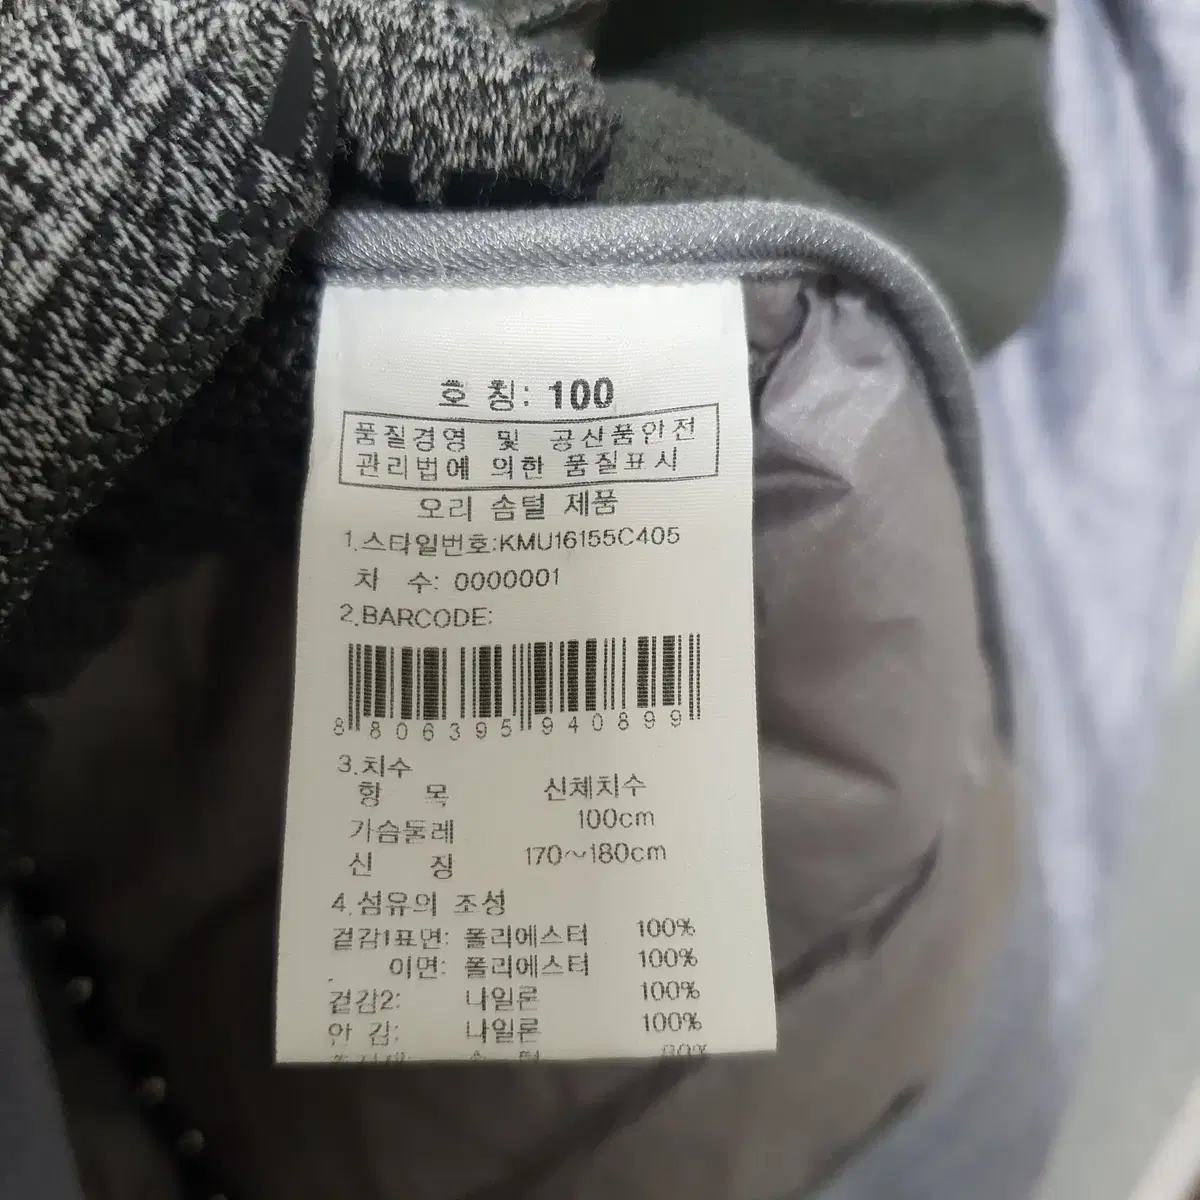 호 칭: 100
품질경영 및 공산품안전
관리법에 의한 품질표시
오리 솜털 제품
1.스타일번호:KMU16155C405
차 수: 0000001
2.BARCODE:
8 806395 940899
3.치수
항 목 신체치수
가슴둘레 100cm
신 장 170~180cm
4.섬유의 조성
겉감1표면: 폴리에스터 100%
이면: 폴리에스터 100%
겉감2: 나일론 100%
안 감: 나일론 100%
솜 털 80%